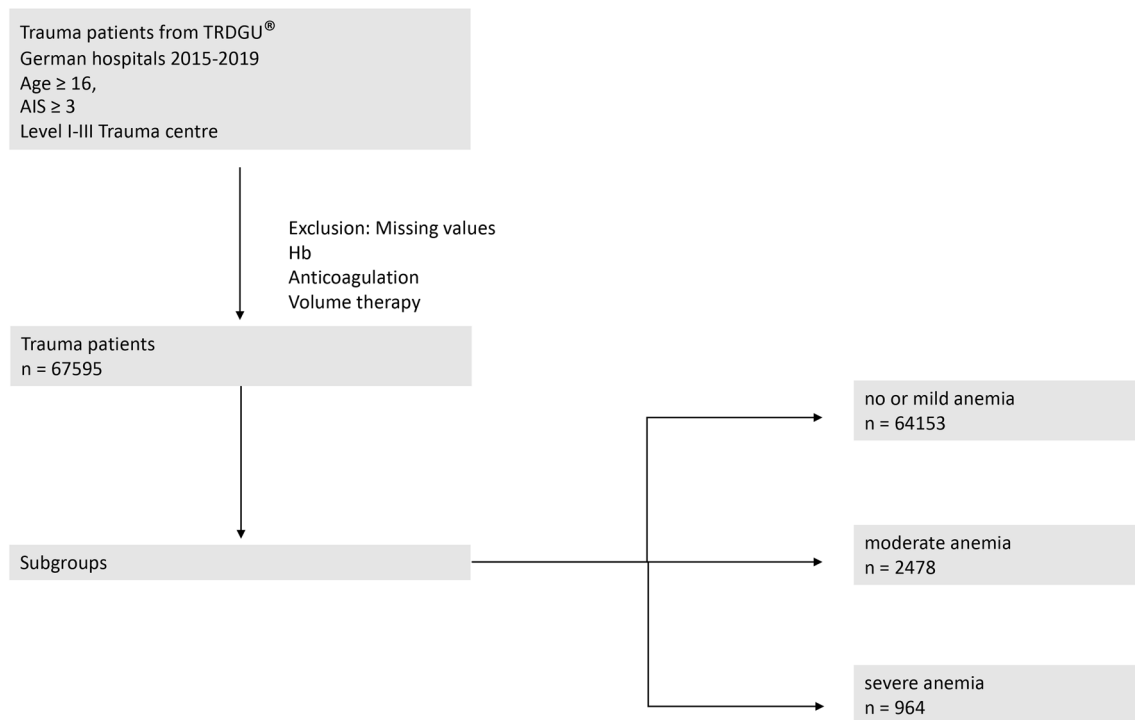 Trauma patients from TRDGU®
German hospitals 2015-2019
Age ≥ 16,
AIS ≥ 3
Level I-III Trauma centre
Exclusion: Missing values
Hb
Anticoagulation
Volume therapy
Trauma patients
n = 67595
Subgroups
no or mild anemia
n = 64153
moderate anemia
n = 2478
severe anemia
n = 964